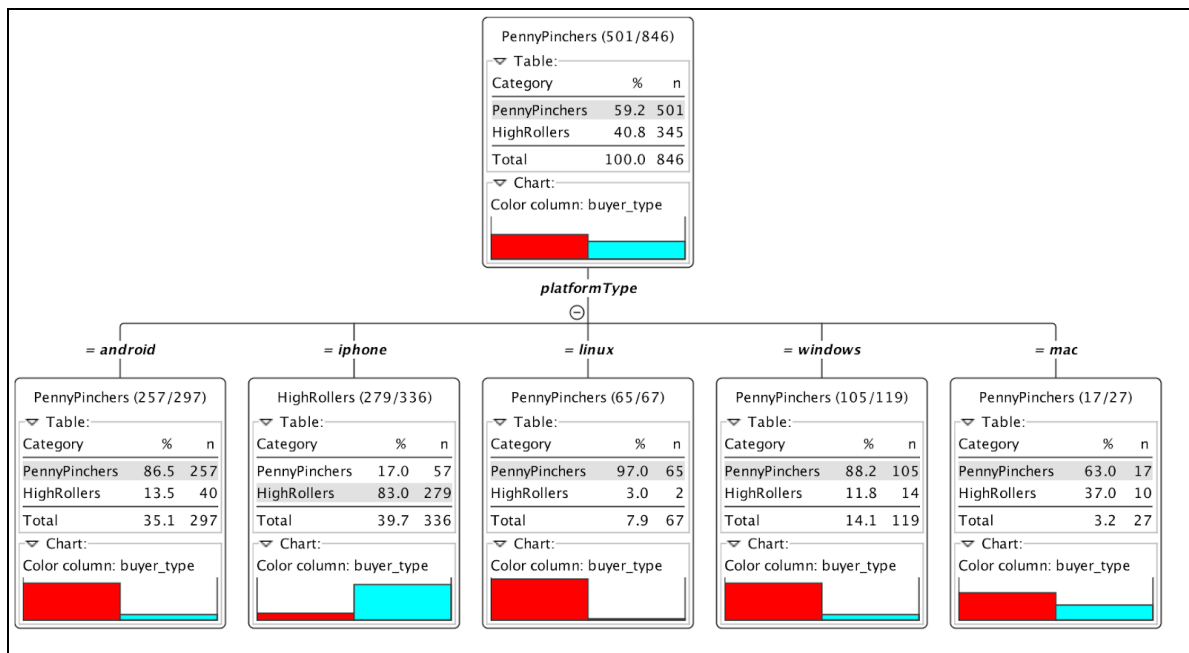 PennyPinchers (501/846)
Table:
Category % n
PennyPinchers 59.2 501
HighRollers 40.8 345
Total 100.0 846
Chart:
Color column: buyer_type
platformType
= android
= iphone
= linux
= windows
= mac
PennyPinchers (257/297)
Table:
Category % n
PennyPinchers 86.5 257
HighRollers 13.5 40
Total 35.1 297
Chart:
Color column: buyer_type
HighRollers (279/336)
Table:
Category % n
PennyPinchers 17.0 57
HighRollers 83.0 279
Total 39.7 336
Chart:
Color column: buyer_type
PennyPinchers (65/67)
Table:
Category % n
PennyPinchers 97.0 65
HighRollers 3.0 2
Total 7.9 67
Chart:
Color column: buyer_type
PennyPinchers (105/119)
Table:
Category % n
PennyPinchers 88.2 105
HighRollers 11.8 14
Total 14.1 119
Chart:
Color column: buyer_type
PennyPinchers (17/27)
Table:
Category % n
PennyPinchers 63.0 17
HighRollers 37.0 10
Total 3.2 27
Chart:
Color column: buyer_type